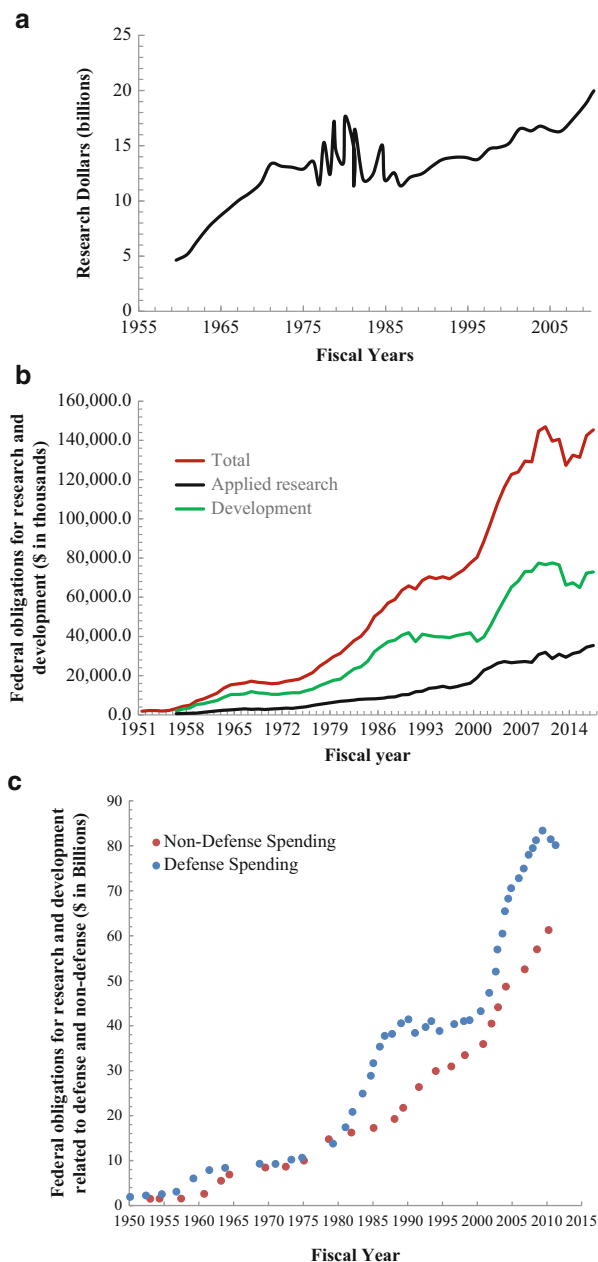 a
Research Dollars (billions)
25
20
15
10
5
0
1955 1965 1975 1985 1995 2005
Fiscal Years
b
Federal obligations for research and
development ($ in thousands)
160,000.0
140,000.0
120,000.0
100,000.0
80,000.0
60,000.0
40,000.0
20,000.0
0.0
Total
Applied research
Development
1951 1958 1965 1972 1979 1986 1993 2000 2007 2014
Fiscal year
c
Federal obligations for research and development
related to defense and non-defense ($ in Billions)
90
80
70
60
50
40
30
20
10
0
Non-Defense Spending
Defense Spending
1950 1955 1960 1965 1970 1975 1980 1985 1990 1995 2000 2005 2010 2015
Fiscal Year